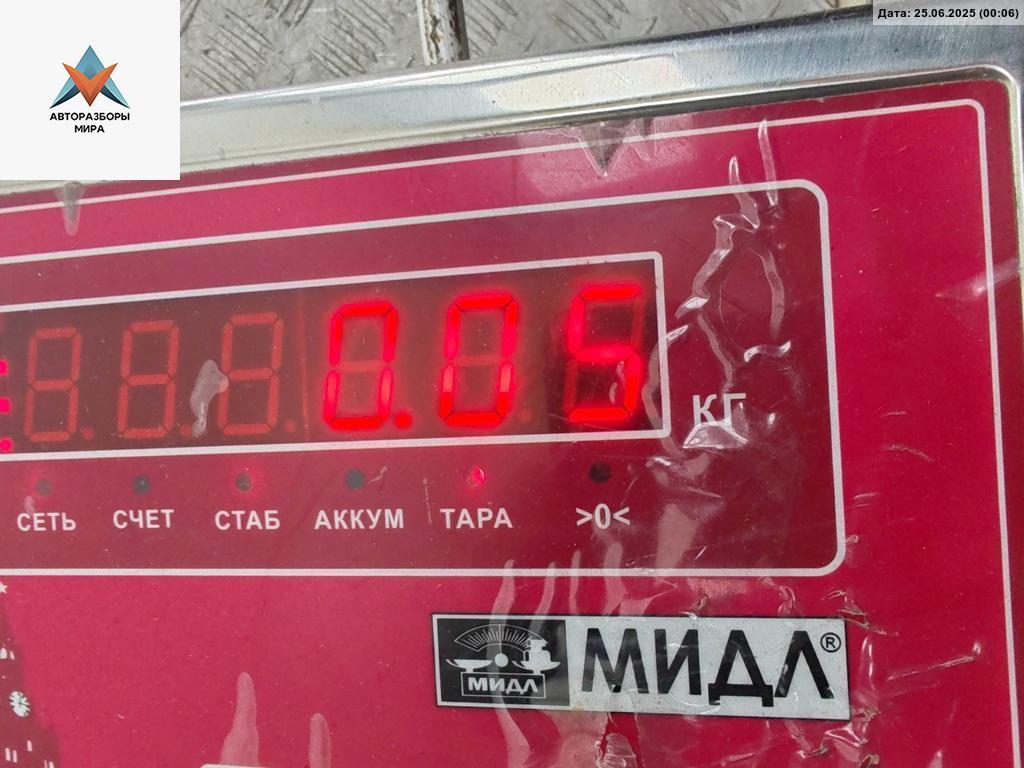 Дата: 25.06.2025 (00:06)
АВТОРАЗБОРЫ
МИРА
0.05
КГ
СЕТЬ СЧЕТ СТАБ АККУМ ТАРА >0<
МИДЛ МИДЛ®